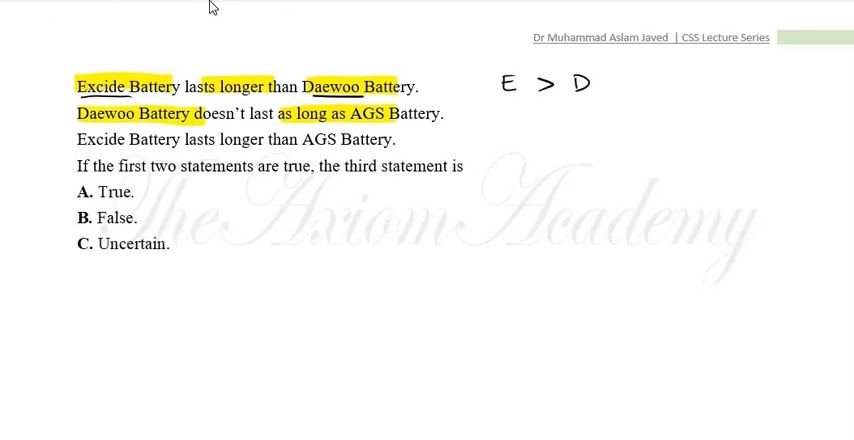 Dr Muhammad Aslam Javed | CSS Lecture Series
Excide Battery lasts longer than Daewoo Battery.
E > D
Daewoo Battery doesn't last as long as AGS Battery.
Excide Battery lasts longer than AGS Battery.
If the first two statements are true, the third statement is
A. True.
B. False.
C. Uncertain.
The Axiom Academy